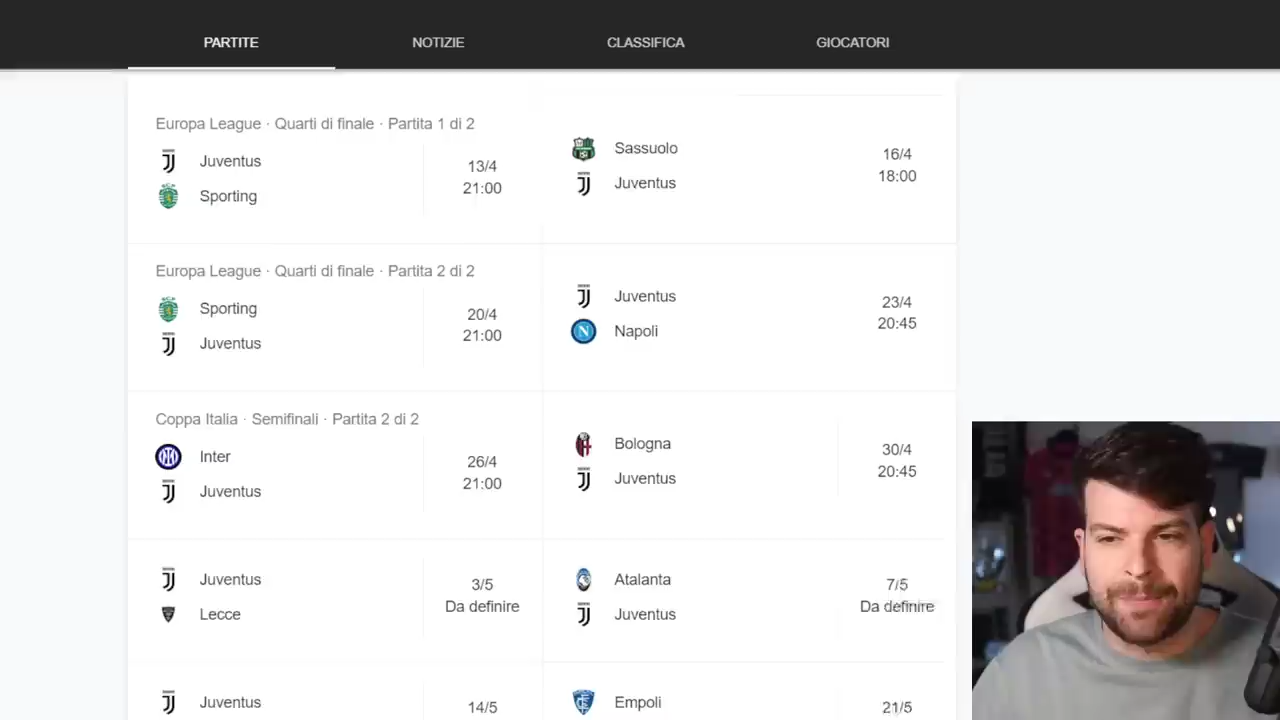 PARTITE
NOTIZIE
CLASSIFICA
GIOCATORI
Europa League · Quarti di finale · Partita 1 di 2
Juventus
Sporting
13/4
21:00
Sassuolo
Juventus
16/4
18:00
Europa League · Quarti di finale · Partita 2 di 2
Sporting
Juventus
20/4
21:00
Juventus
Napoli
23/4
20:45
Coppa Italia · Semifinali · Partita 2 di 2
Inter
Juventus
26/4
21:00
Bologna
Juventus
30/4
20:45
Juventus
Lecce
3/5
Da definire
Atalanta
Juventus
7/5
Da definire
Juventus
14/5
Empoli
21/5